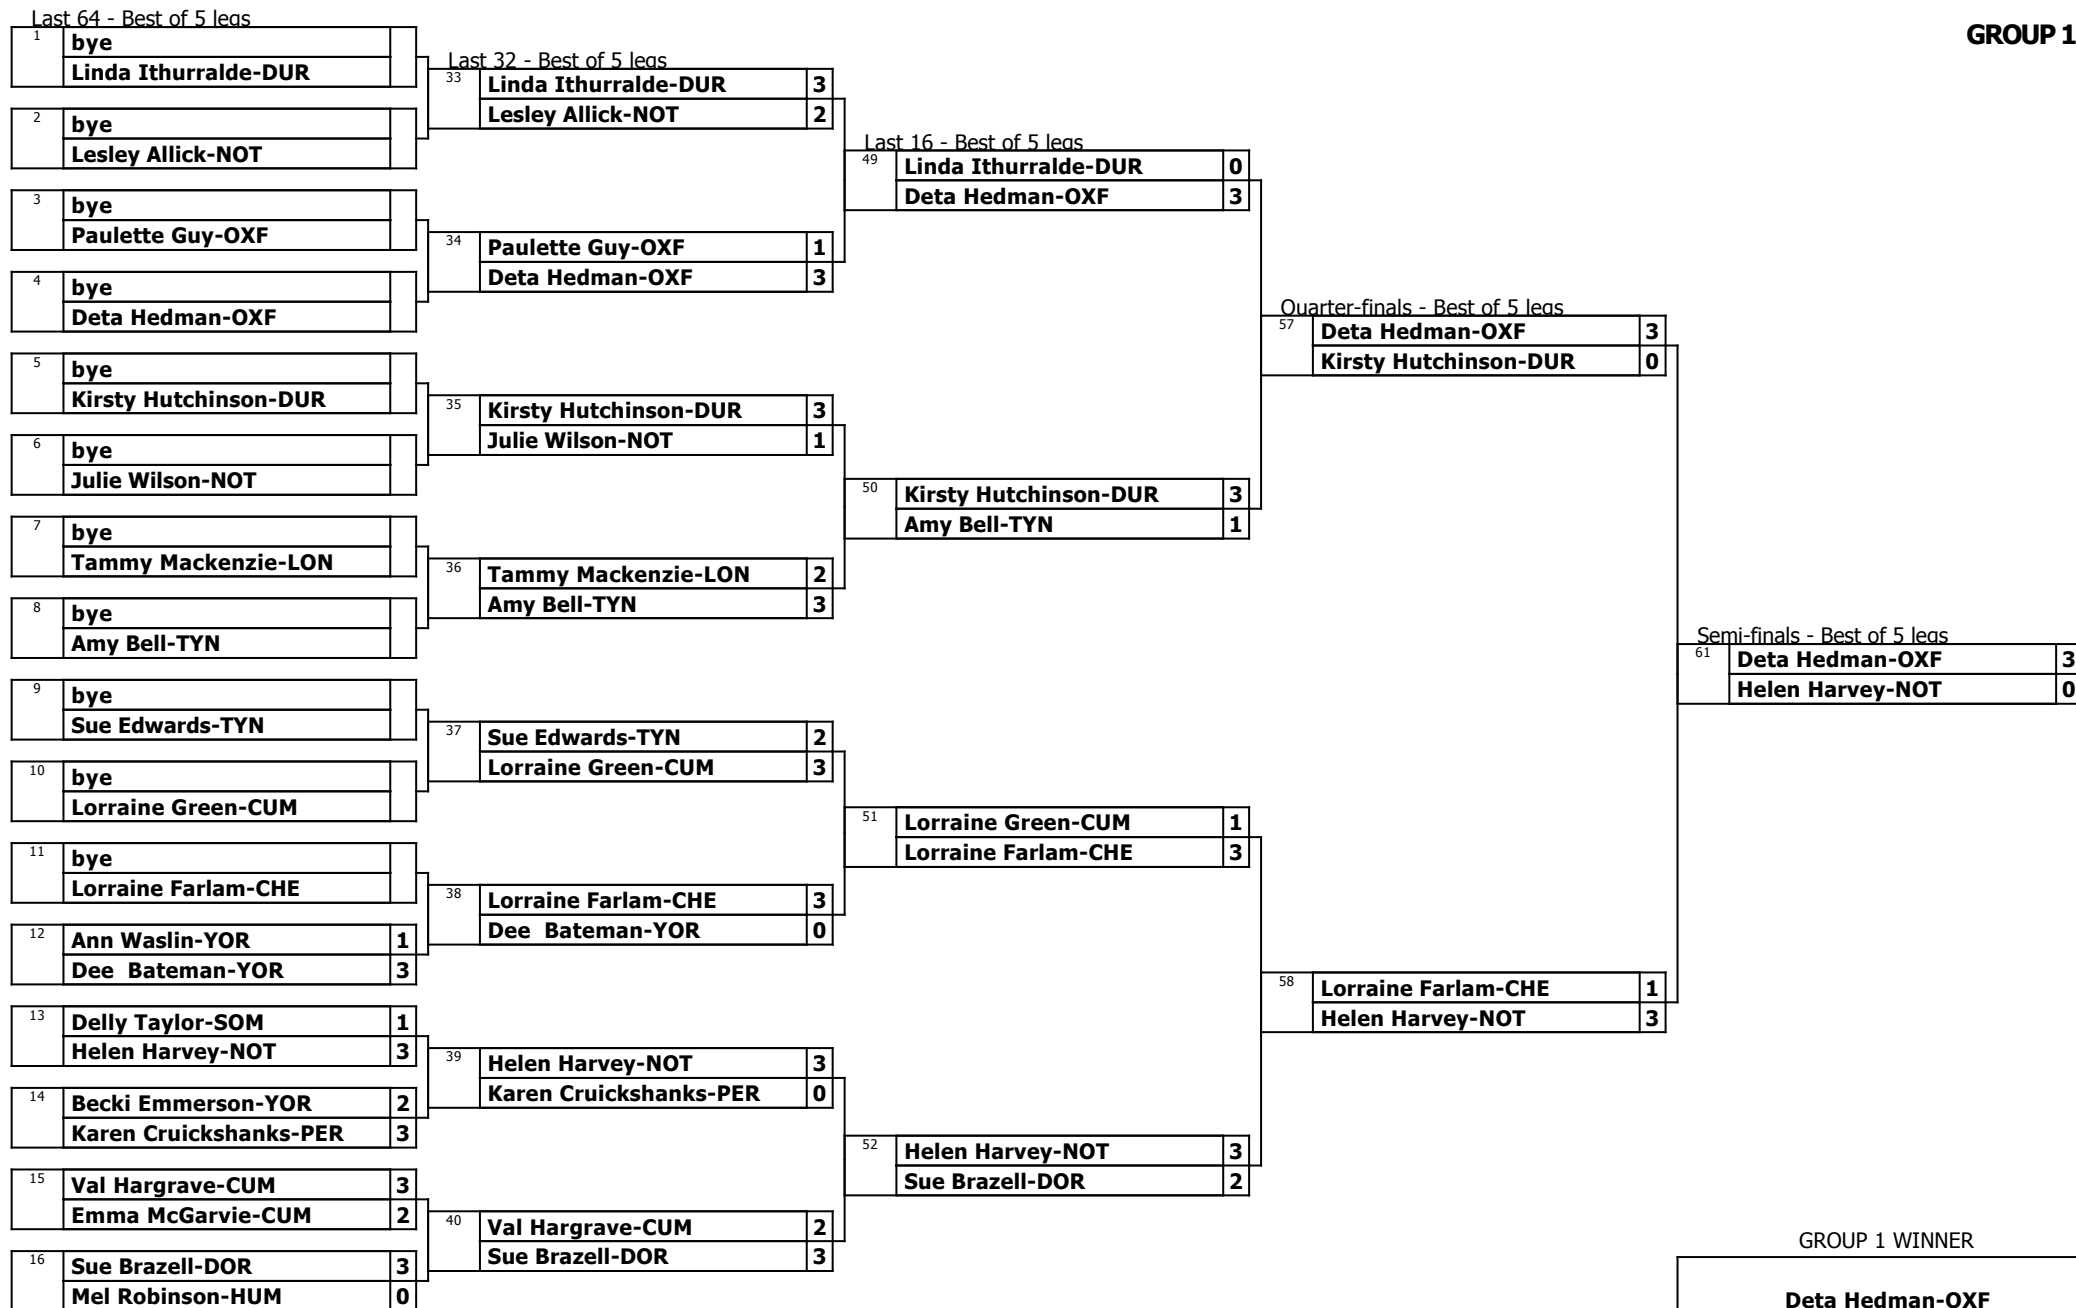 Last 64 - Best of 5 legs
1 bye
Linda Ithurralde-DUR
2 bye
Lesley Allick-NOT
3 bye
Paulette Guy-OXF
4 bye
Deta Hedman-OXF
5 bye
Kirsty Hutchinson-DUR
6 bye
Julie Wilson-NOT
7 bye
Tammy Mackenzie-LON
8 bye
Amy Bell-TYN
9 bye
Sue Edwards-TYN
10 bye
Lorraine Green-CUM
11 bye
Lorraine Farlam-CHE
12 Ann Waslin-YOR 1
Dee  Bateman-YOR 3
13 Delly Taylor-SOM 1
Helen Harvey-NOT 3
14 Becki Emmerson-YOR 2
Karen Cruickshanks-PER 3
15 Val Hargrave-CUM 3
Emma McGarvie-CUM 2
16 Sue Brazell-DOR 3
Mel Robinson-HUM 0
Last 32 - Best of 5 legs
33 Linda Ithurralde-DUR 3
Lesley Allick-NOT 2
34 Paulette Guy-OXF 1
Deta Hedman-OXF 3
35 Kirsty Hutchinson-DUR 3
Julie Wilson-NOT 1
36 Tammy Mackenzie-LON 2
Amy Bell-TYN 3
37 Sue Edwards-TYN 2
Lorraine Green-CUM 3
38 Lorraine Farlam-CHE 3
Dee  Bateman-YOR 0
39 Helen Harvey-NOT 3
Karen Cruickshanks-PER 0
40 Val Hargrave-CUM 2
Sue Brazell-DOR 3
Last 16 - Best of 5 legs
49 Linda Ithurralde-DUR 0
Deta Hedman-OXF 3
50 Kirsty Hutchinson-DUR 3
Amy Bell-TYN 1
51 Lorraine Green-CUM 1
Lorraine Farlam-CHE 3
52 Helen Harvey-NOT 3
Sue Brazell-DOR 2
Quarter-finals - Best of 5 legs
57 Deta Hedman-OXF 3
Kirsty Hutchinson-DUR 0
58 Lorraine Farlam-CHE 1
Helen Harvey-NOT 3
GROUP 1
Semi-finals - Best of 5 legs
61 Deta Hedman-OXF 3
Helen Harvey-NOT 0
GROUP 1 WINNER
Deta Hedman-OXF